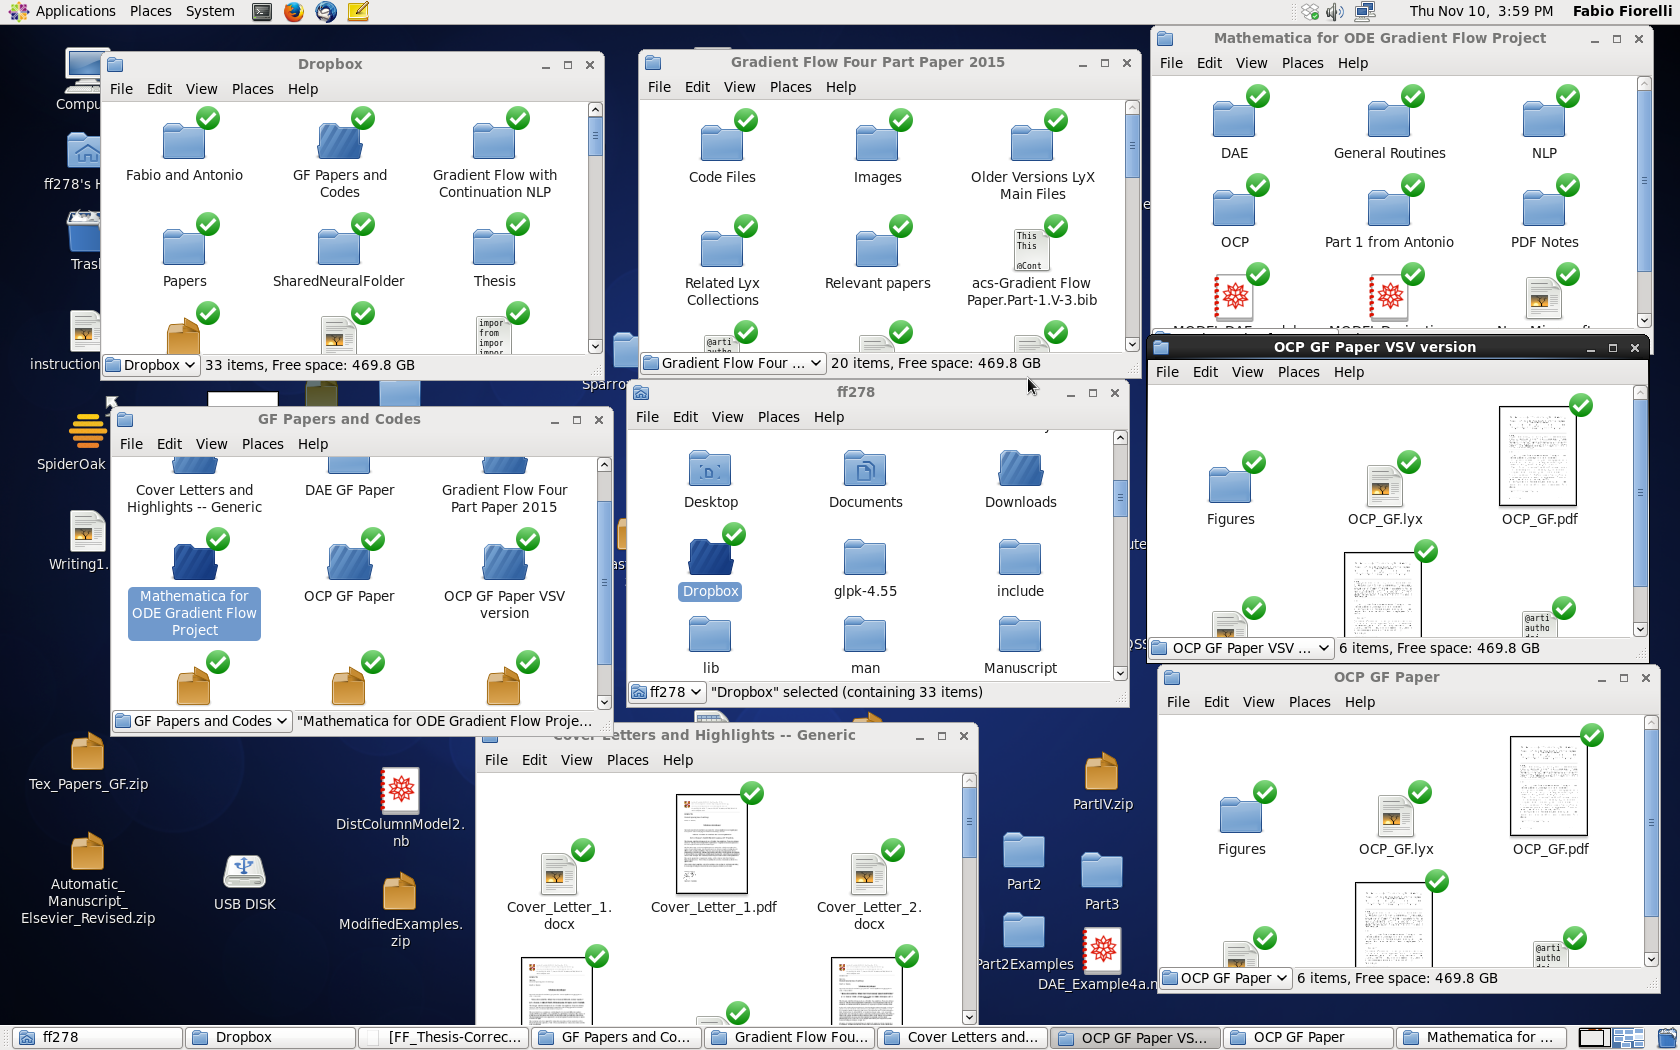 Applications Places System
Thu Nov 10, 3:59 PM Fabio Fiorelli
Dropbox
File Edit View Places Help
Fabio and Antonio
GF Papers and
Codes
Gradient Flow with
Continuation NLP
Papers
SharedNeuralFolder
Thesis
impor
from
impor
impor
Dropbox 33 items, Free space: 469.8 GB
Gradient Flow Four Part Paper 2015
File Edit View Places Help
Code Files
Images
Older Versions LyX
Main Files
This
This
@Cont
Related Lyx
Collections
Relevant papers
acs-Gradient Flow
Paper.Part-1.V-3.bib
@arti
Gradient Flow Four ... 20 items, Free space: 469.8 GB
Mathematica for ODE Gradient Flow Project
File Edit View Places Help
DAE
General Routines
NLP
OCP
Part 1 from Antonio
PDF Notes
OCP GF Paper VSV version
File Edit View Places Help
Figures
OCP_GF.lyx
OCP_GF.pdf
@arti
autho
OCP GF Paper VSV ... 6 items, Free space: 469.8 GB
GF Papers and Codes
File Edit View Places Help
Cover Letters and
Highlights -- Generic
DAE GF Paper
Gradient Flow Four
Part Paper 2015
Mathematica for
ODE Gradient Flow
Project
OCP GF Paper
OCP GF Paper VSV
version
GF Papers and Codes "Mathematica for ODE Gradient Flow Proje...
ff278
File Edit View Places Help
Desktop
Documents
Downloads
Dropbox
glpk-4.55
include
lib
man
Manuscript
ff278 "Dropbox" selected (containing 33 items)
OCP GF Paper
File Edit View Places Help
Figures
OCP_GF.lyx
OCP_GF.pdf
@arti
autho
OCP GF Paper 6 items, Free space: 469.8 GB
Cover Letters and Highlights -- Generic
File Edit View Places Help
Cover_Letter_1.
docx
Cover_Letter_1.pdf
Cover_Letter_2.
docx
Compu
ff278's H
Tras
instruction
SpiderOak
Writing1.
Sparro
Tex_Papers_GF.zip
Automatic_
Manuscript_
Elsevier_Revised.zip
USB DISK
DistColumnModel2.
nb
ModifiedExamples.
zip
PartIV.zip
Part2
Part3
Part2Examples
DAE_Example4a.n
ff278 Dropbox [FF_Thesis-Correc... GF Papers and Co... Gradient Flow Fou... Cover Letters and... OCP GF Paper VS... OCP GF Paper Mathematica for ...